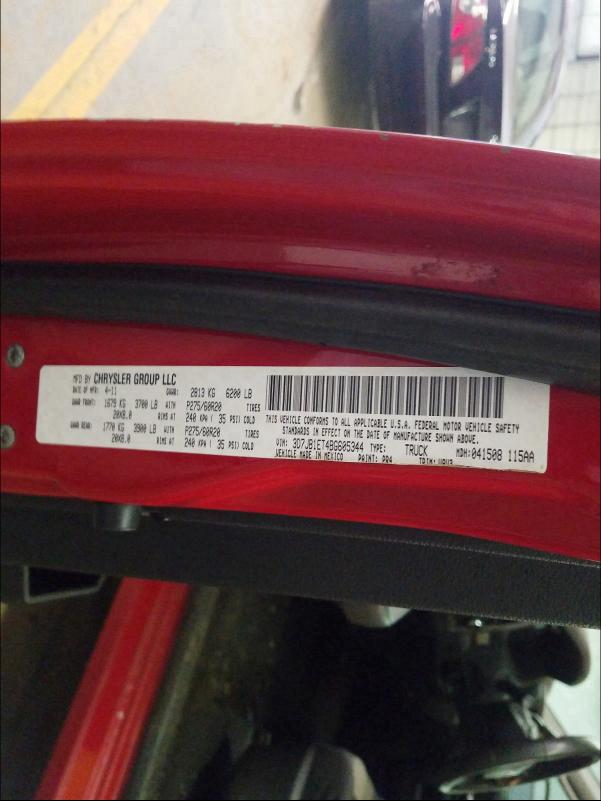 MFD BY CHRYSLER GROUP LLC
DATE OF MFR: 4-11 GVWR: 2813 KG 6200 LB
GAWR FRONT: 1679 KG 3700 LB WITH P275/60R20 TIRES
20X8.0 RIMS AT 240 KPA ( 35 PSI) COLD
GAWR REAR: 1770 KG 3900 LB WITH P275/60R20 TIRES
20X8.0 RIMS AT 240 KPA ( 35 PSI) COLD
THIS VEHICLE CONFORMS TO ALL APPLICABLE U.S.A. FEDERAL MOTOR VEHICLE SAFETY
STANDARDS IN EFFECT ON THE DATE OF MANUFACTURE SHOWN ABOVE.
VIN: 3D7JB1ET4BG605344 TYPE: TRUCK MDH: 041508 115AA
VEHICLE MADE IN MEXICO PAINT: PR4 TRIM: